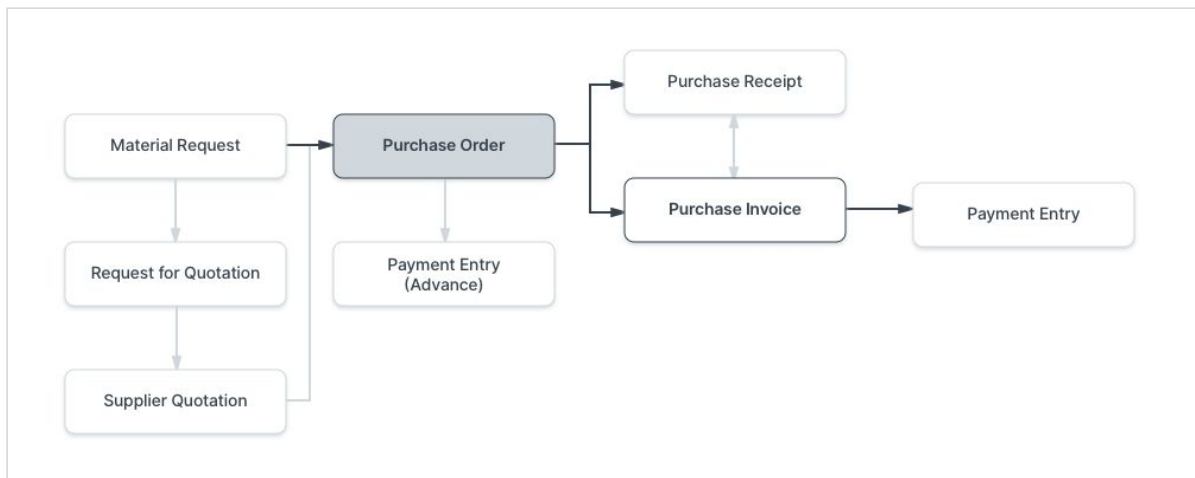 Material Request
Request for Quotation
Supplier Quotation
Purchase Order
Payment Entry
(Advance)
Purchase Receipt
Purchase Invoice
Payment Entry